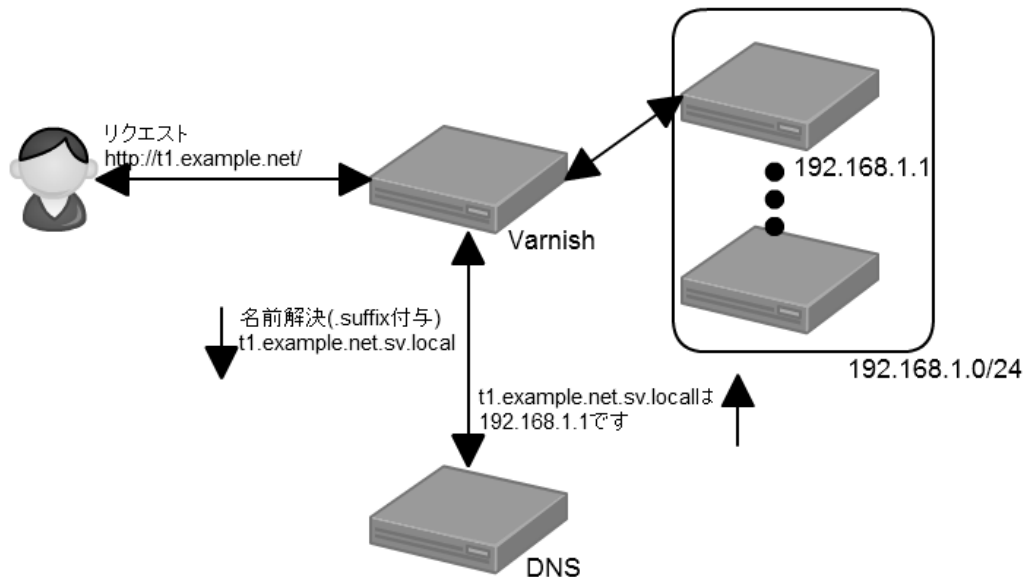 リクエスト
http://t1.example.net/
192.168.1.1
Varnish
名前解決(.suffix付与)
t1.example.net.sv.local
192.168.1.0/24
t1.example.net.sv.localは
192.168.1.1です
DNS